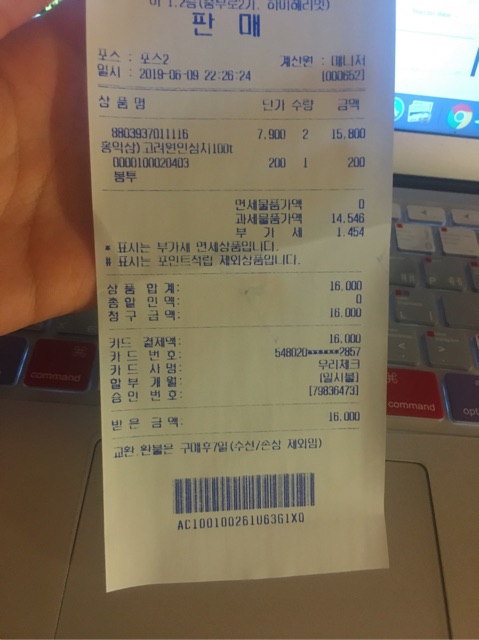 판 매
포스 : 포스2 계산원 : 매니저
일시 : 2019-06-09 22:26:24 [000652]
상 품 명 단가 수량 금액
8803937011116 7,900 2 15,800
홍익삼)고려원인삼차100t
0000100020403 200 1 200
봉투
면세물품가액 0
과세물품가액 14,546
부 가 세 1,454
* 표시는 부가세 면세상품입니다.
# 표시는 포인트적립 제외상품입니다.
상 품 합 계: 16,000
총 할 인 액: 0
청 구 금 액: 16,000
카드 결제액: 16,000
카 드 번 호: 548020******2857
카 드 사 명: 우리체크
할 부 개 월: [일시불]
승 인 번 호: [79836473]
받 은 금 액: 16,000
교환.환불은 구매후7일(수선/손상 제외임)
AC100100261U63G1X0
command
command
opti